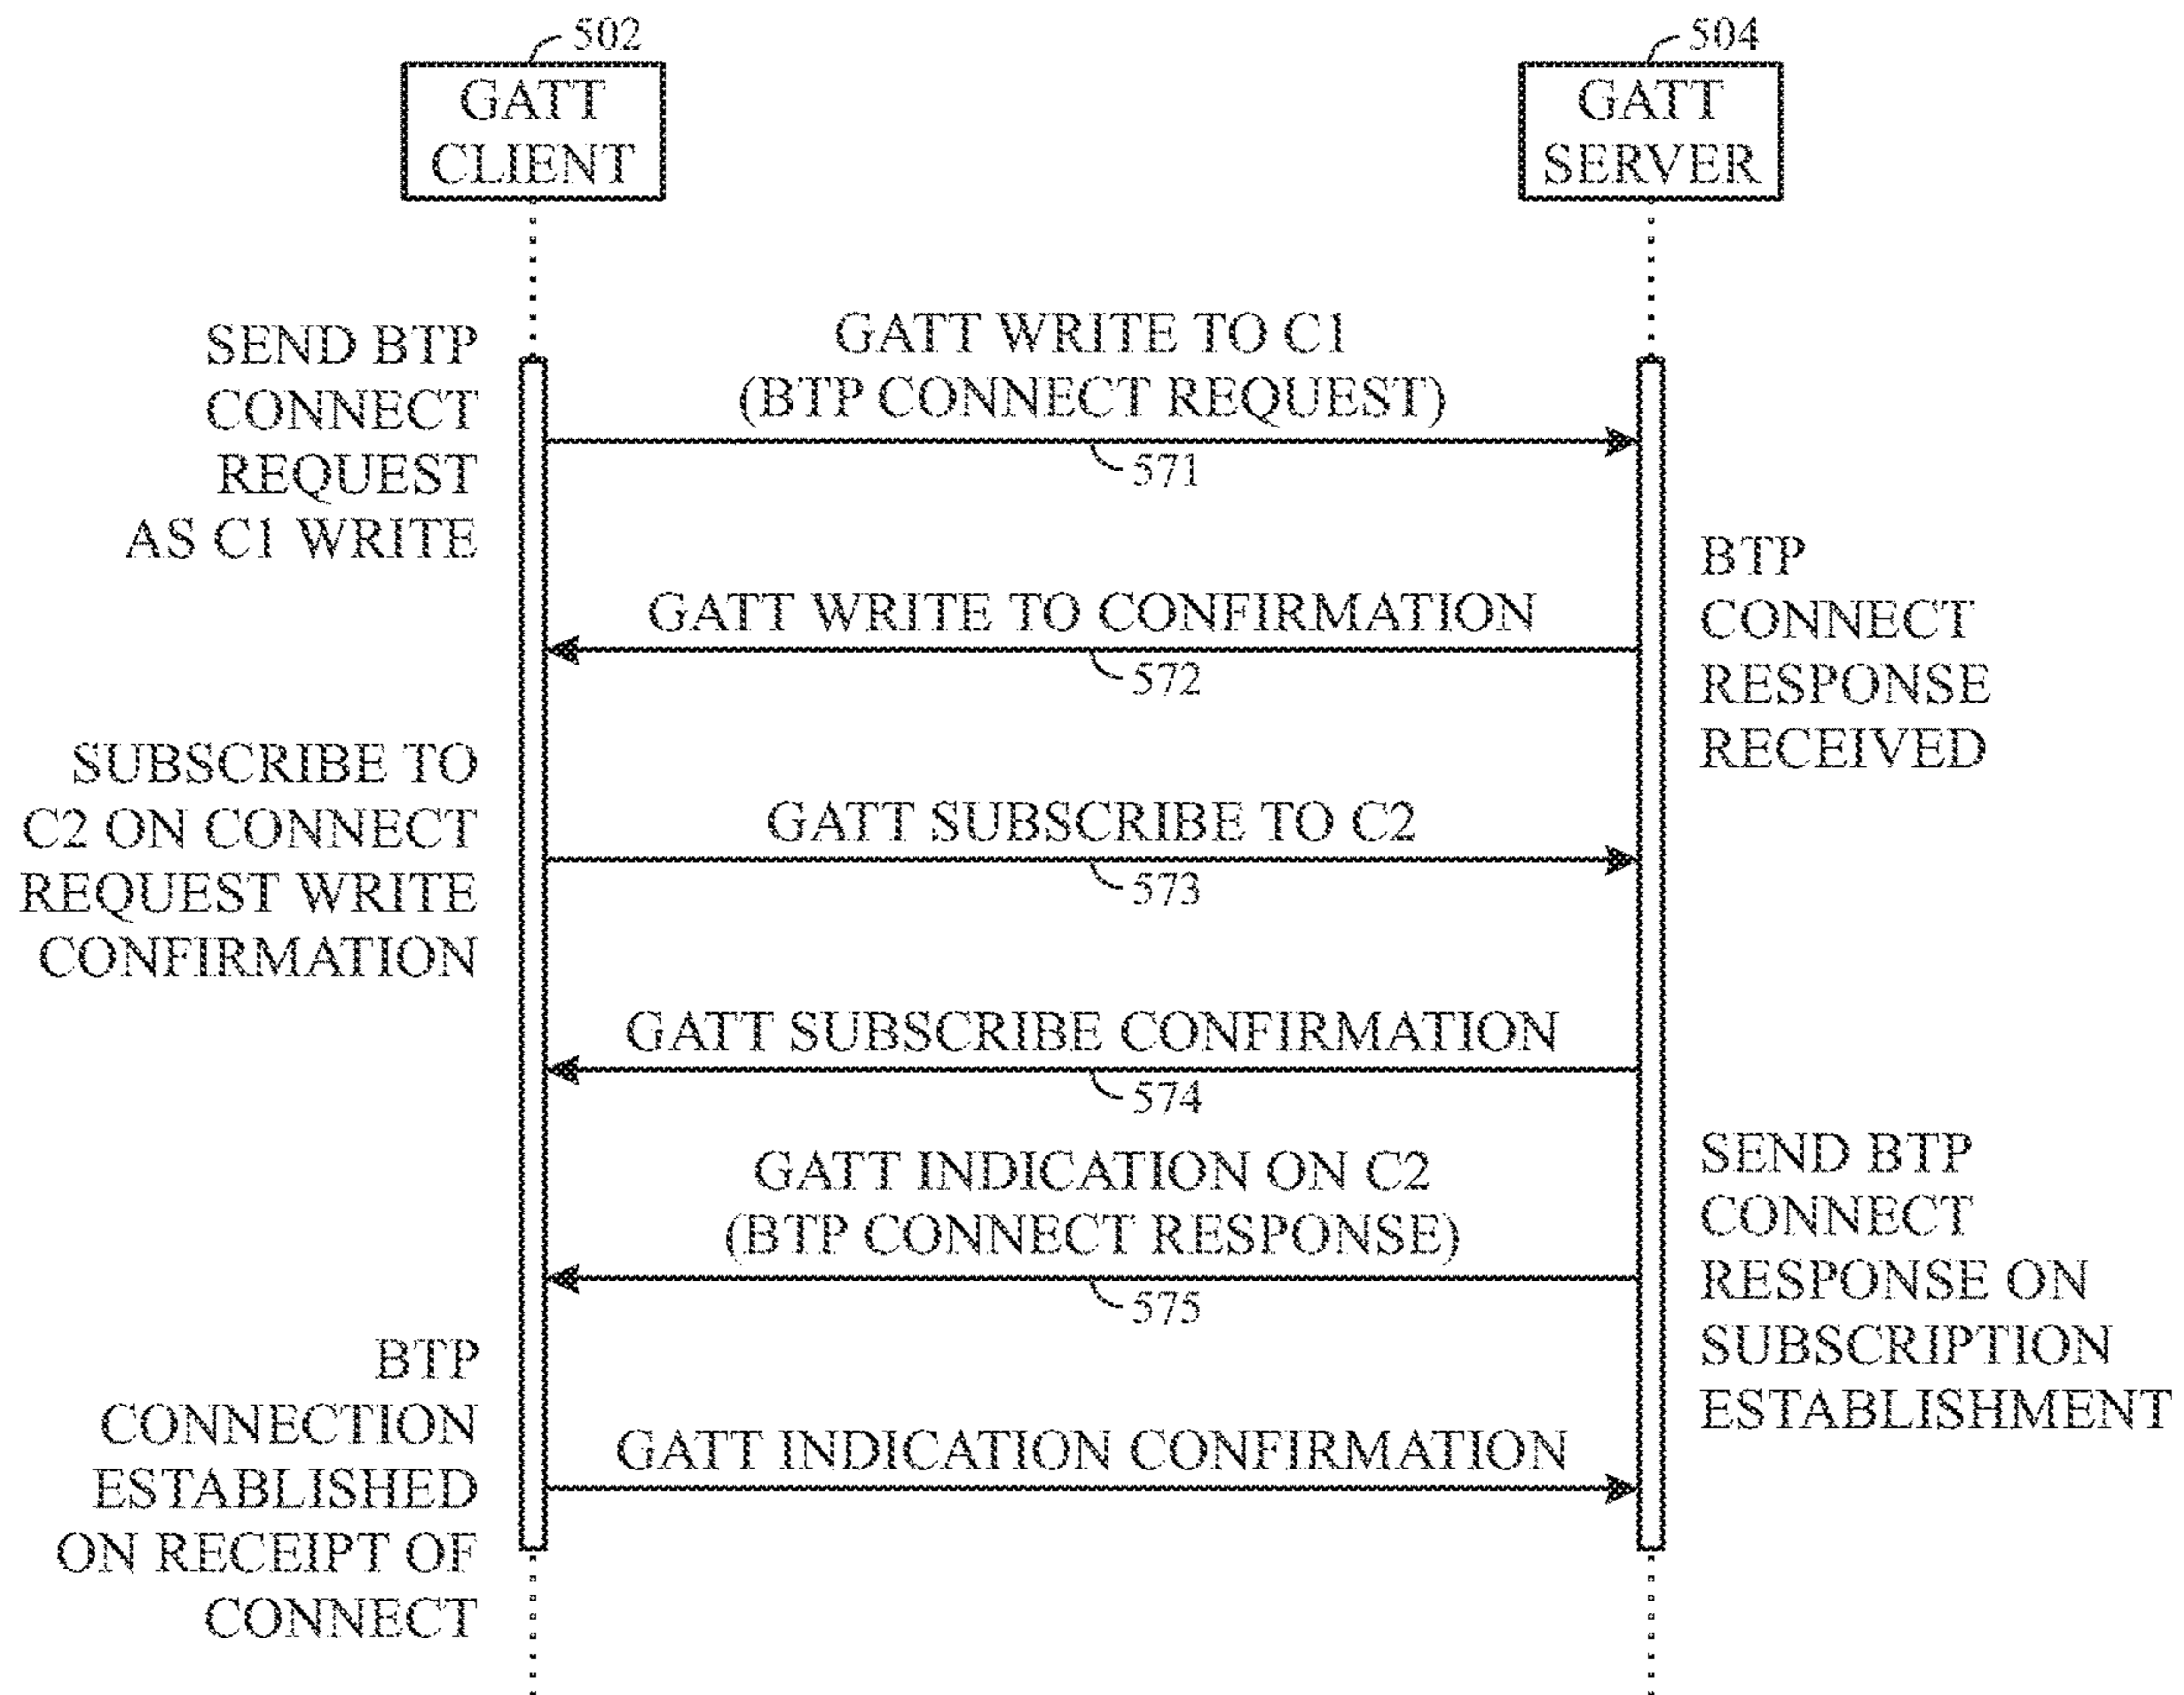 502
504
GATT
CLIENT
GATT
SERVER
SEND BTP
CONNECT
REQUEST
AS C1 WRITE
GATT WRITE TO C1
(BTP CONNECT REQUEST)
571
BTP
CONNECT
RESPONSE
RECEIVED
GATT WRITE TO CONFIRMATION
572
SUBSCRIBE TO
C2 ON CONNECT
REQUEST WRITE
CONFIRMATION
GATT SUBSCRIBE TO C2
573
GATT SUBSCRIBE CONFIRMATION
574
GATT INDICATION ON C2
(BTP CONNECT RESPONSE)
575
SEND BTP
CONNECT
RESPONSE ON
SUBSCRIPTION
ESTABLISHMENT
BTP
CONNECTION
ESTABLISHED
ON RECEIPT OF
CONNECT
GATT INDICATION CONFIRMATION